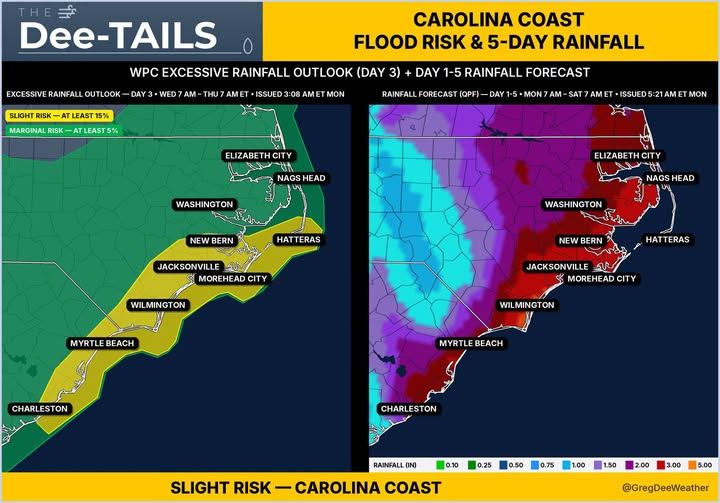 THE
Dee-TAILS
CAROLINA COAST
FLOOD RISK & 5-DAY RAINFALL
WPC EXCESSIVE RAINFALL OUTLOOK (DAY 3) + DAY 1-5 RAINFALL FORECAST
EXCESSIVE RAINFALL OUTLOOK — DAY 3 • WED 7 AM – THU 7 AM ET • ISSUED 3:08 AM ET MON
SLIGHT RISK — AT LEAST 15%
MARGINAL RISK — AT LEAST 5%
ELIZABETH CITY
NAGS HEAD
WASHINGTON
NEW BERN
HATTERAS
JACKSONVILLE
MOREHEAD CITY
WILMINGTON
MYRTLE BEACH
CHARLESTON
RAINFALL FORECAST (QPF) — DAY 1-5 • MON 7 AM – SAT 7 AM ET • ISSUED 5:21 AM ET MON
ELIZABETH CITY
NAGS HEAD
WASHINGTON
NEW BERN
HATTERAS
JACKSONVILLE
MOREHEAD CITY
WILMINGTON
MYRTLE BEACH
CHARLESTON
RAINFALL (IN) 0.10 0.25 0.50 0.75 1.00 1.50 2.00 3.00 5.00
SLIGHT RISK — CAROLINA COAST
@GregDeeWeather